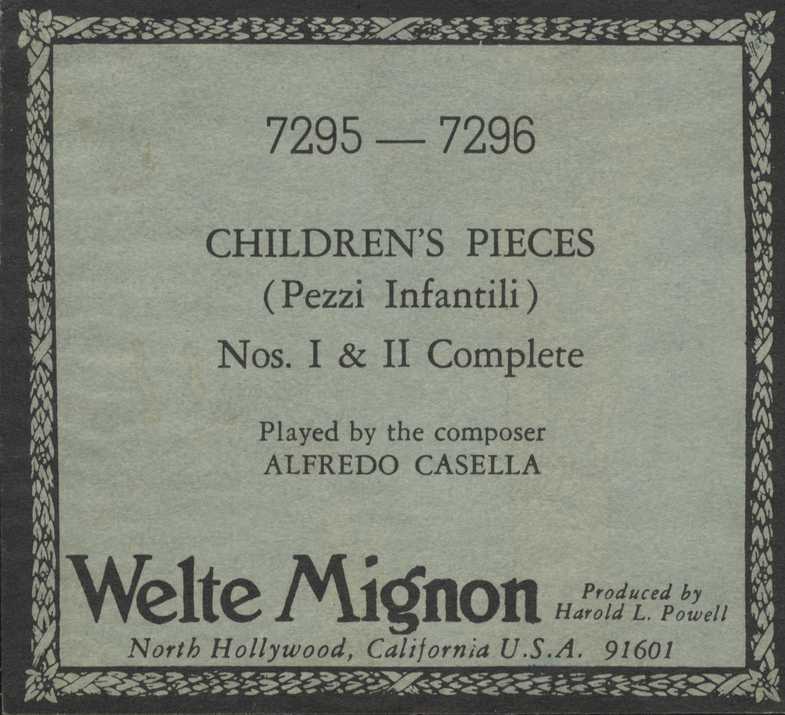 7295 — 7296
CHILDREN'S PIECES
(Pezzi Infantili)
Nos. I & II Complete
Played by the composer
ALFREDO CASELLA
Welte Mignon
Produced by
Harold L. Powell
North Hollywood, California U.S.A. 91601